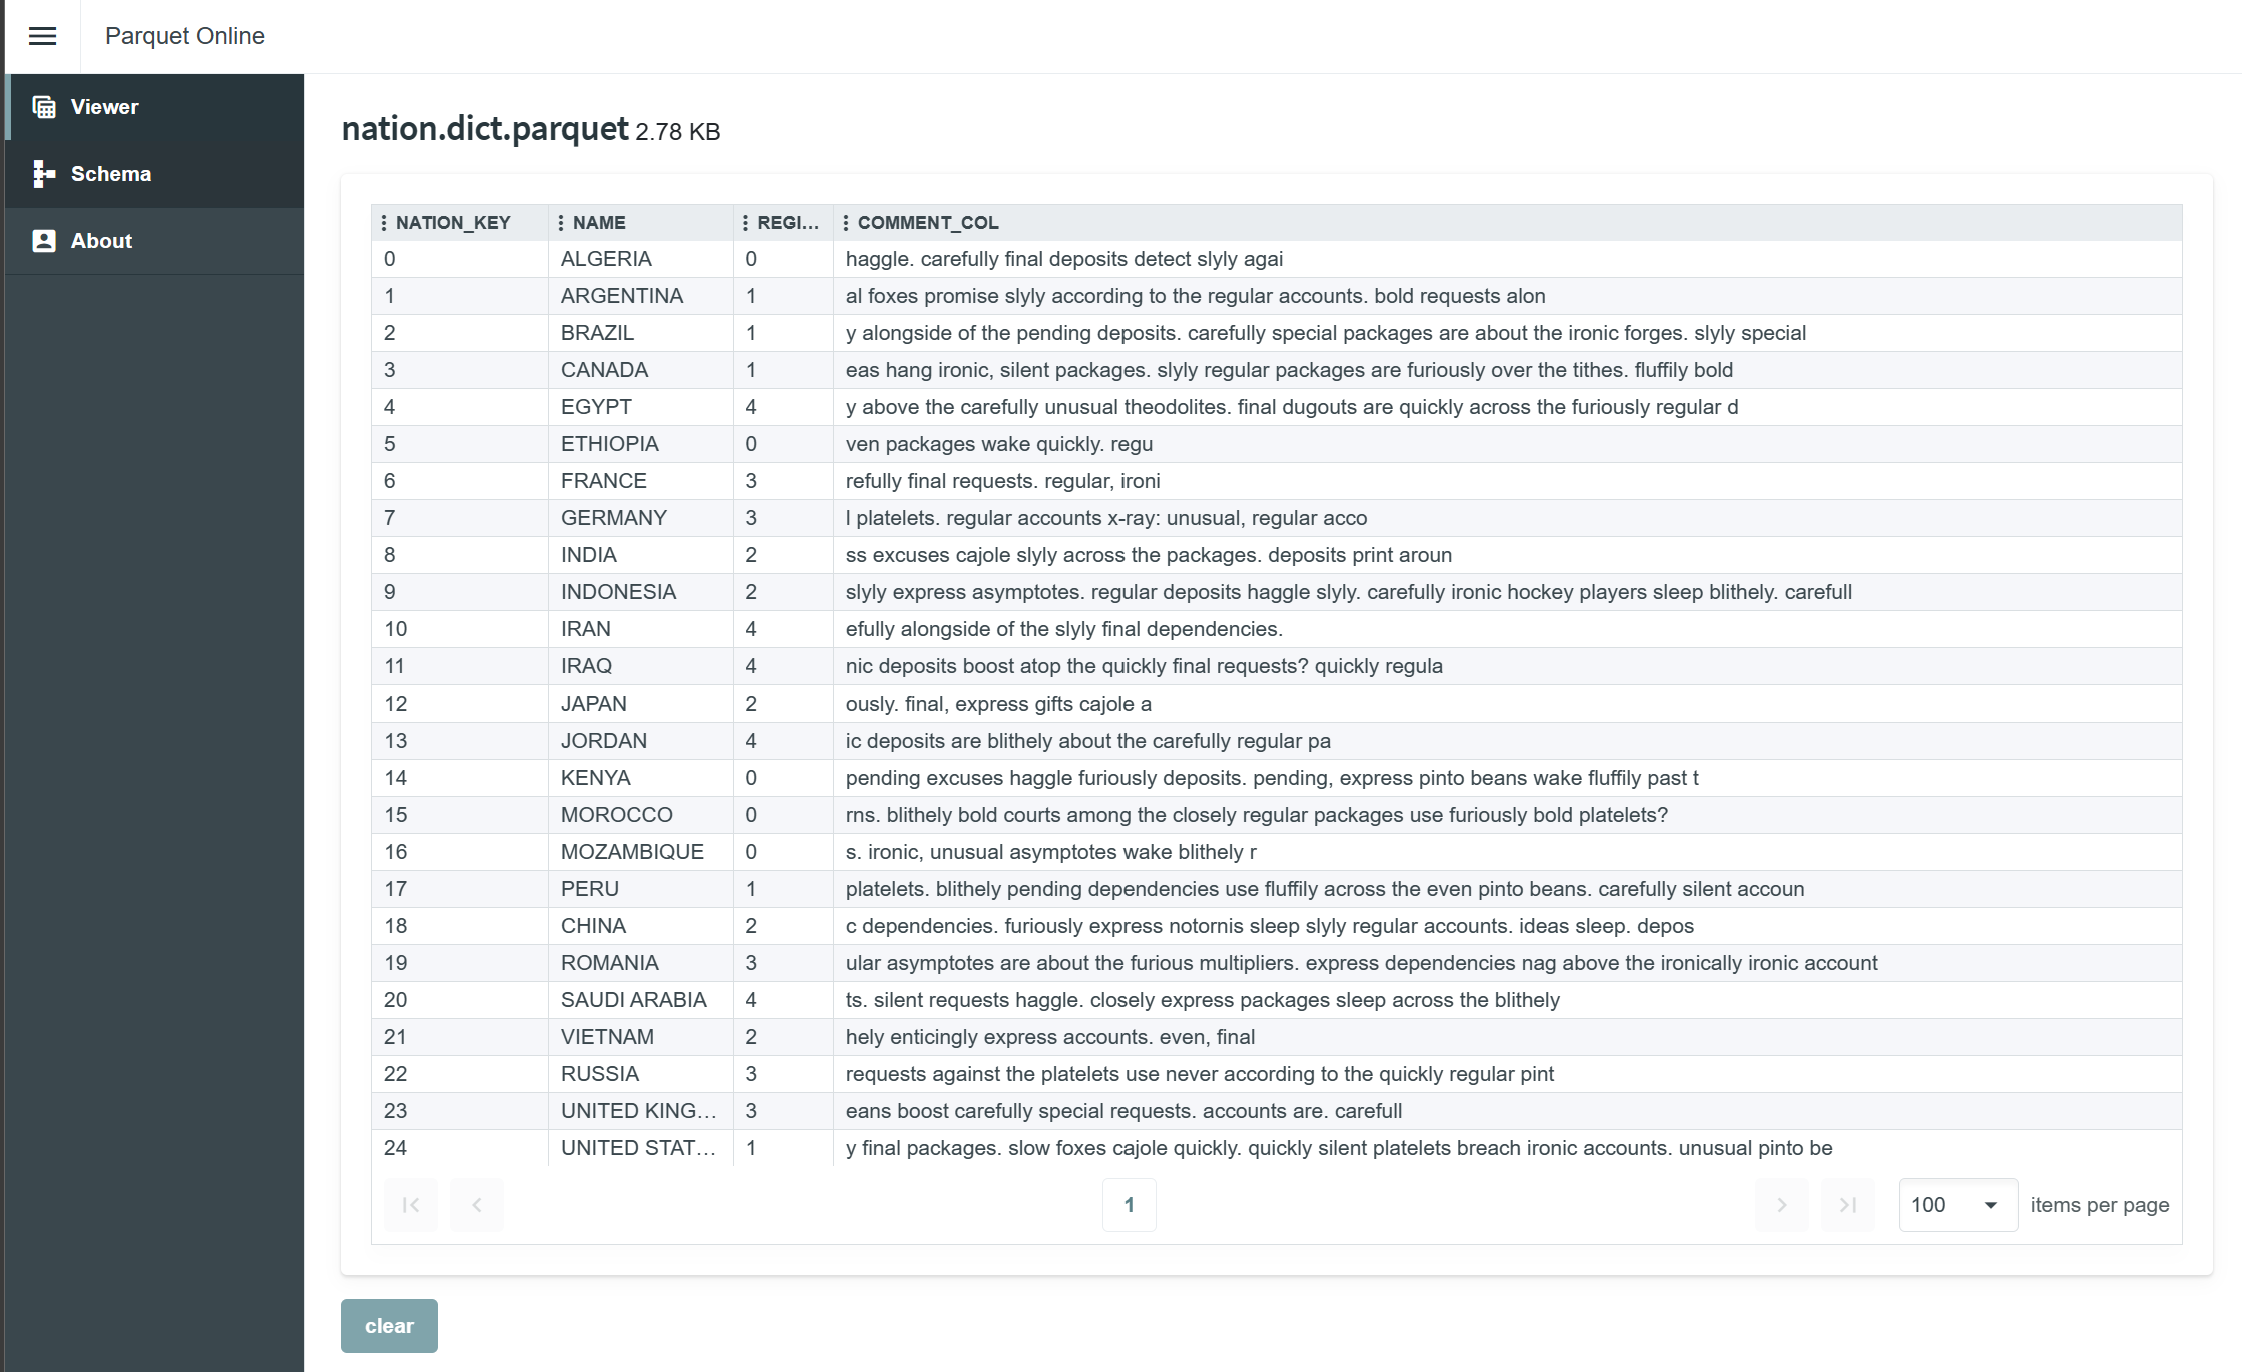 Parquet Online
Viewer
Schema
About
nation.dict.parquet 2.78 KB
NATION_KEY NAME REGI... COMMENT_COL
0 ALGERIA 0 haggle. carefully final deposits detect slyly agai
1 ARGENTINA 1 al foxes promise slyly according to the regular accounts. bold requests alon
2 BRAZIL 1 y alongside of the pending deposits. carefully special packages are about the ironic forges. slyly special
3 CANADA 1 eas hang ironic, silent packages. slyly regular packages are furiously over the tithes. fluffily bold
4 EGYPT 4 y above the carefully unusual theodolites. final dugouts are quickly across the furiously regular d
5 ETHIOPIA 0 ven packages wake quickly. regu
6 FRANCE 3 refully final requests. regular, ironi
7 GERMANY 3 l platelets. regular accounts x-ray: unusual, regular acco
8 INDIA 2 ss excuses cajole slyly across the packages. deposits print aroun
9 INDONESIA 2 slyly express asymptotes. regular deposits haggle slyly. carefully ironic hockey players sleep blithely. carefull
10 IRAN 4 efully alongside of the slyly final dependencies.
11 IRAQ 4 nic deposits boost atop the quickly final requests? quickly regula
12 JAPAN 2 ously. final, express gifts cajole a
13 JORDAN 4 ic deposits are blithely about the carefully regular pa
14 KENYA 0 pending excuses haggle furiously deposits. pending, express pinto beans wake fluffily past t
15 MOROCCO 0 rns. blithely bold courts among the closely regular packages use furiously bold platelets?
16 MOZAMBIQUE 0 s. ironic, unusual asymptotes wake blithely r
17 PERU 1 platelets. blithely pending dependencies use fluffily across the even pinto beans. carefully silent accoun
18 CHINA 2 c dependencies. furiously express notornis sleep slyly regular accounts. ideas sleep. depos
19 ROMANIA 3 ular asymptotes are about the furious multipliers. express dependencies nag above the ironically ironic account
20 SAUDI ARABIA 4 ts. silent requests haggle. closely express packages sleep across the blithely
21 VIETNAM 2 hely enticingly express accounts. even, final
22 RUSSIA 3 requests against the platelets use never according to the quickly regular pint
23 UNITED KING... 3 eans boost carefully special requests. accounts are. carefull
24 UNITED STAT... 1 y final packages. slow foxes cajole quickly. quickly silent platelets breach ironic accounts. unusual pinto be
1 100 items per page
clear